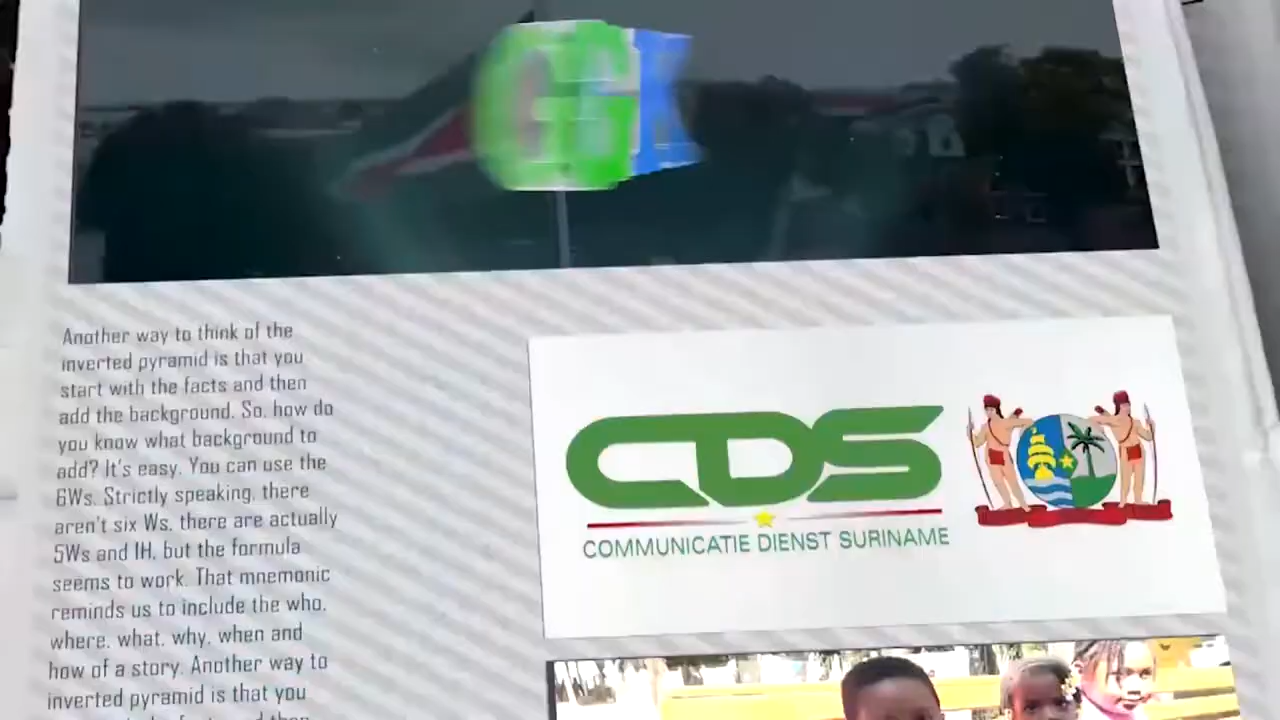 Another way to think of the
inverted pyramid is that you
start with the facts and then
add the background. So, how do
you know what background to
add? It's easy. You can use the
6Ws. Strictly speaking, there
aren't six Ws, there are actually
5Ws and 1H, but the formula
seems to work. That mnemonic
reminds us to include the who,
where, what, why, when and
how of a story. Another way to
inverted pyramid is that you
CDS
COMMUNICATIE DIENST SURINAME